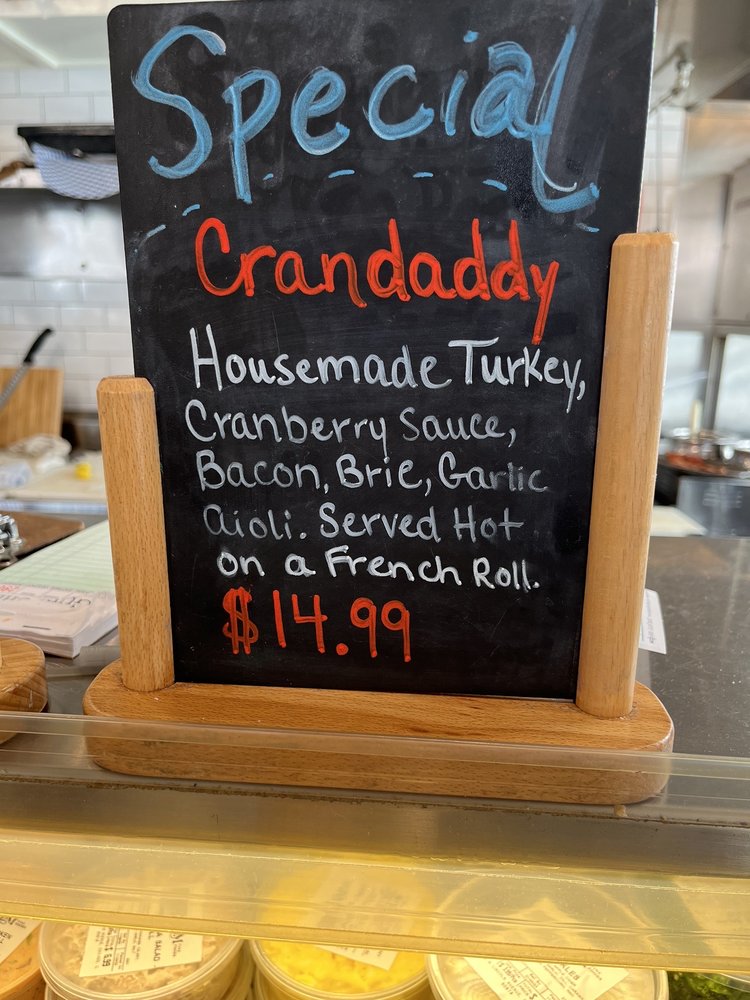 Special
Crandaddy
Housemade Turkey,
Cranberry Sauce,
Bacon, Brie, Garlic
aioli. Served Hot
on a French Roll.
$14.99